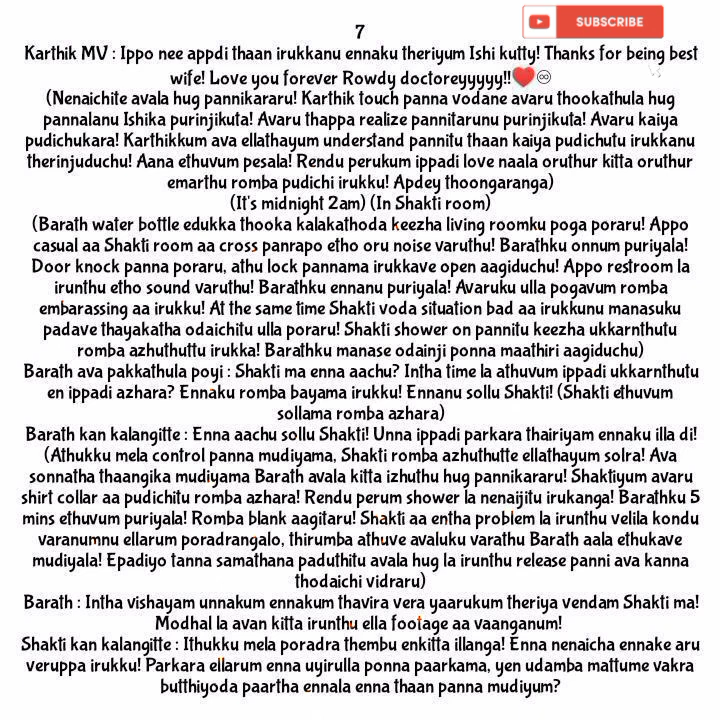 7
SUBSCRIBE
Karthik MV : Ippo nee appdi thaan irukkanu ennaku theriyum Ishi kutty! Thanks for being best
wife! Love you forever Rowdy doctoreyyyyy!!❤️♾
(Nenaichite avala hug pannikararu! Karthik touch panna vodane avaru thookathula hug
pannalanu Ishika purinjikuta! Avaru thappa realize pannitarunu purinjikuta! Avaru kaiya
pudichukara! Karthikkum ava ellathayum understand pannitu thaan kaiya pudichutu irukkanu
therinjuduchu! Aana ethuvum pesala! Rendu perukum ippadi love naala oruthur kitta oruthur
emarthu romba pudichi irukku! Apdey thoongaranga)
(It's midnight 2am) (In Shakti room)
(Barath water bottle edukka thooka kalakathoda keezha living roomku poga poraru! Appo
casual aa Shakti room aa cross panrapo etho oru noise varuthu! Barathku onnum puriyala!
Door knock panna poraru, athu lock pannama irukkave open aagiduchu! Appo restroom la
irunthu etho sound varuthu! Barathku ennanu puriyala! Avaruku ulla pogavum romba
embarassing aa irukku! At the same time Shakti voda situation bad aa irukkunu manasuku
padave thayakatha odaichitu ulla poraru! Shakti shower on pannitu keezha ukkarnthutu
romba azhuthuttu irukka! Barathku manase odainji ponna maathiri aagiduchu)
Barath ava pakkathula poyi : Shakti ma enna aachu? Intha time la athuvum ippadi ukkarnthutu
en ippadi azhara? Ennaku romba bayama irukku! Ennanu sollu Shakti! (Shakti ethuvum
sollama romba azhara)
Barath kan kalangitte : Enna aachu sollu Shakti! Unna ippadi parkara thairiyam ennaku illa di!
(Athukku mela control panna mudiyama, Shakti romba azhuthutte ellathayum solra! Ava
sonnatha thaangika mudiyama Barath avala kitta izhuthu hug pannikararu! Shaktiyum avaru
shirt collar aa pudichitu romba azhara! Rendu perum shower la nenaijitu irukanga! Barathku 5
mins ethuvum puriyala! Romba blank aagitaru! Shakti aa entha problem la irunthu velila kondu
varanumnu ellarum poradrangalo, thirumba athuve avaluku varathu Barath aala ethukave
mudiyala! Epadiyo tanna samathana paduthitu avala hug la irunthu release panni ava kanna
thodaichi vidraru)
Barath : Intha vishayam unnakum ennakum thavira vera yaarukum theriya vendam Shakti ma!
Modhal la avan kitta irunthu ella footage aa vaanganum!
Shakti kan kalangitte : Ithukku mela poradra thembu enkitta illanga! Enna nenaicha ennake aru
veruppa irukku! Parkara ellarum enna uyirulla ponna paarkama, yen udamba mattume vakra
butthiyoda paartha ennala enna thaan panna mudiyum?